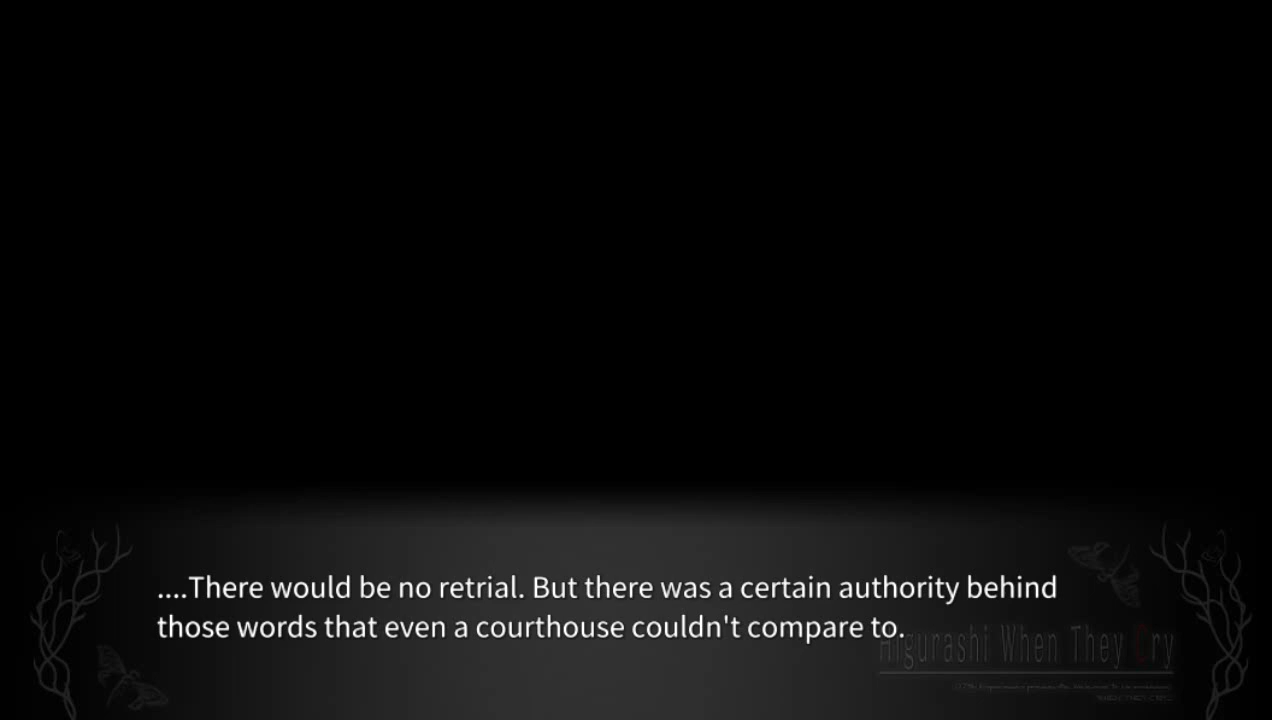 ....There would be no retrial. But there was a certain authority behind
those words that even a courthouse couldn't compare to.
Higurashi When They Cry